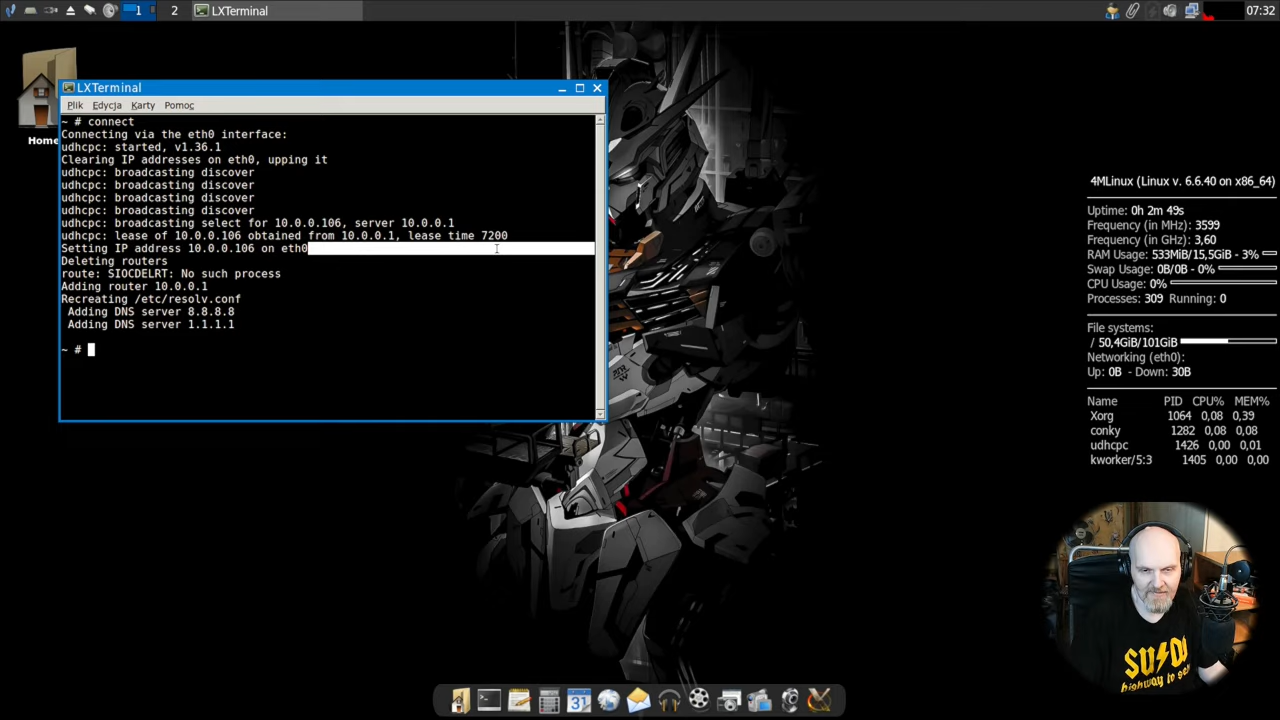 1
2
LXTerminal
07:32
Home
LXTerminal
Plik Edycja Karty Pomoc
~ # connect
Connecting via the eth0 interface:
udhcpc: started, v1.36.1
Clearing IP addresses on eth0, upping it
udhcpc: broadcasting discover
udhcpc: broadcasting discover
udhcpc: broadcasting discover
udhcpc: broadcasting discover
udhcpc: broadcasting select for 10.0.0.106, server 10.0.0.1
udhcpc: lease of 10.0.0.106 obtained from 10.0.0.1, lease time 7200
Setting IP address 10.0.0.106 on eth0
Deleting routers
route: SIOCDELRT: No such process
Adding router 10.0.0.1
Recreating /etc/resolv.conf
Adding DNS server 8.8.8.8
Adding DNS server 1.1.1.1
~ #
4MLinux (Linux v. 6.6.40 on x86_64)
Uptime: 0h 2m 49s
Frequency (in MHz): 3599
Frequency (in GHz): 3,60
RAM Usage: 533MiB/15,5GiB - 3%
Swap Usage: 0B/0B - 0%
CPU Usage: 0%
Processes: 309 Running: 0
File systems:
/ 50,4GiB/101GiB
Networking (eth0):
Up: 0B - Down: 30B
Name PID CPU% MEM%
Xorg 1064 0,08 0,39
conky 1282 0,08 0,08
udhcpc 1426 0,00 0,01
kworker/5:3 1405 0,00 0,00
31
SU⚡DO
highway to